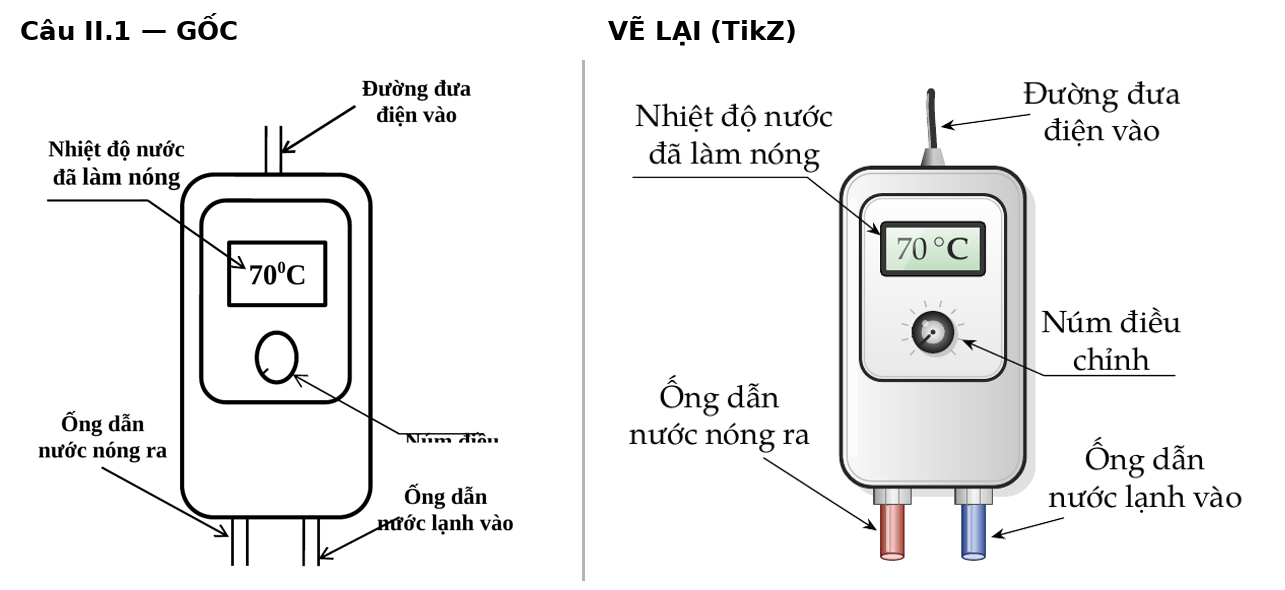 Câu II.1 — GỐC
Đường đưa
điện vào
Nhiệt độ nước
đã làm nóng
70⁰C
Ống dẫn
nước nóng ra
Núm điều
Ống dẫn
nước lạnh vào
VẼ LẠI (TikZ)
Đường đưa
điện vào
Nhiệt độ nước
đã làm nóng
70 °C
Núm điều
chỉnh
Ống dẫn
nước nóng ra
Ống dẫn
nước lạnh vào